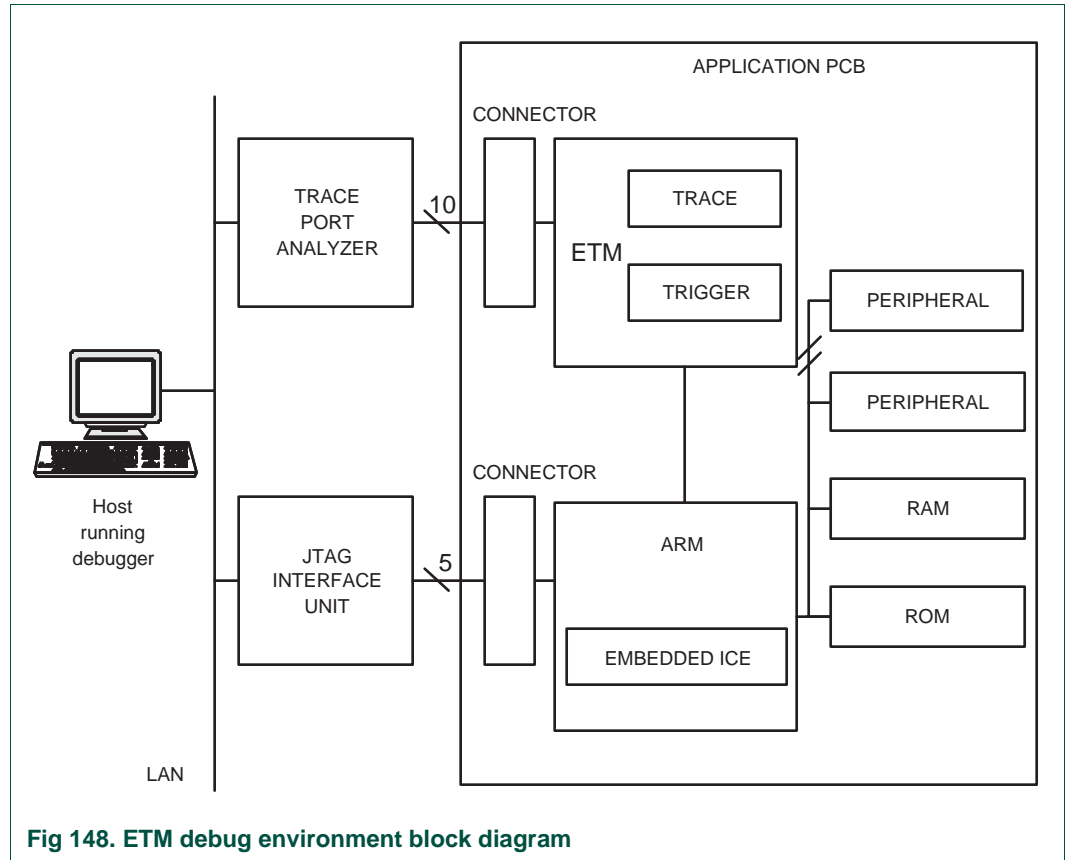 APPLICATION PCB
CONNECTOR
TRACE
PORT
ANALYZER
10
ETM
TRACE
TRIGGER
PERIPHERAL
PERIPHERAL
Host
running
debugger
CONNECTOR
JTAG
INTERFACE
UNIT
5
ARM
EMBEDDED ICE
RAM
ROM
LAN
Fig 148. ETM debug environment block diagram